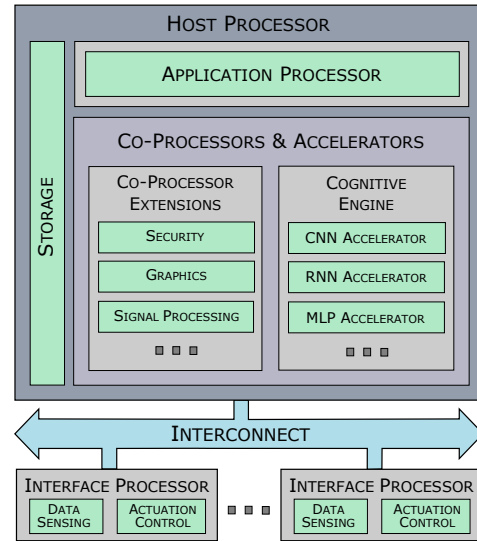 HOST PROCESSOR
APPLICATION PROCESSOR
STORAGE
CO-PROCESSORS & ACCELERATORS
CO-PROCESSOR
EXTENSIONS
SECURITY
GRAPHICS
SIGNAL PROCESSING
COGNITIVE
ENGINE
CNN ACCELERATOR
RNN ACCELERATOR
MLP ACCELERATOR
INTERCONNECT
INTERFACE PROCESSOR
DATA
SENSING
ACTUATION
CONTROL
INTERFACE PROCESSOR
DATA
SENSING
ACTUATION
CONTROL